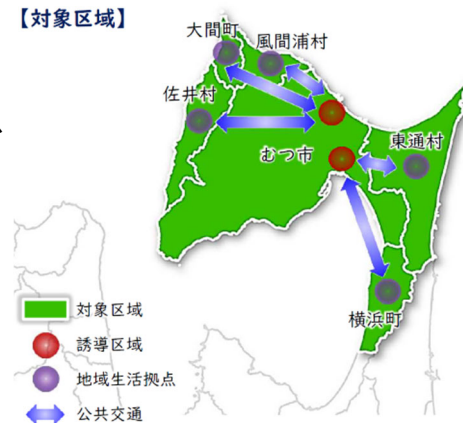 【対象区域】
大間町
風間浦村
佐井村
むつ市
東通村
横浜町
対象区域
誘導区域
地域生活拠点
公共交通